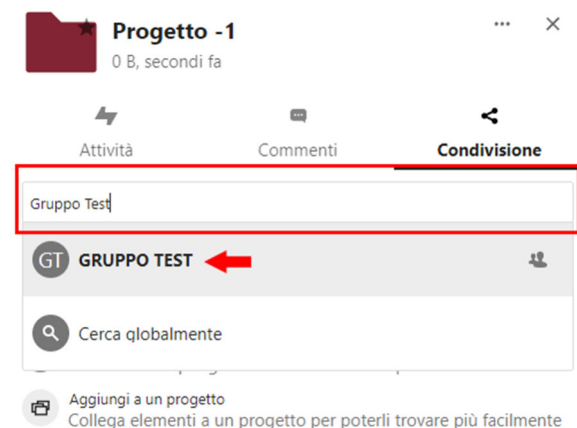 Progetto -1
0 B, secondi fa
Attività Commenti Condivisione
Gruppo Test
GT GRUPPO TEST
Cerca globalmente
Aggiungi a un progetto
Collega elementi a un progetto per poterli trovare più facilmente